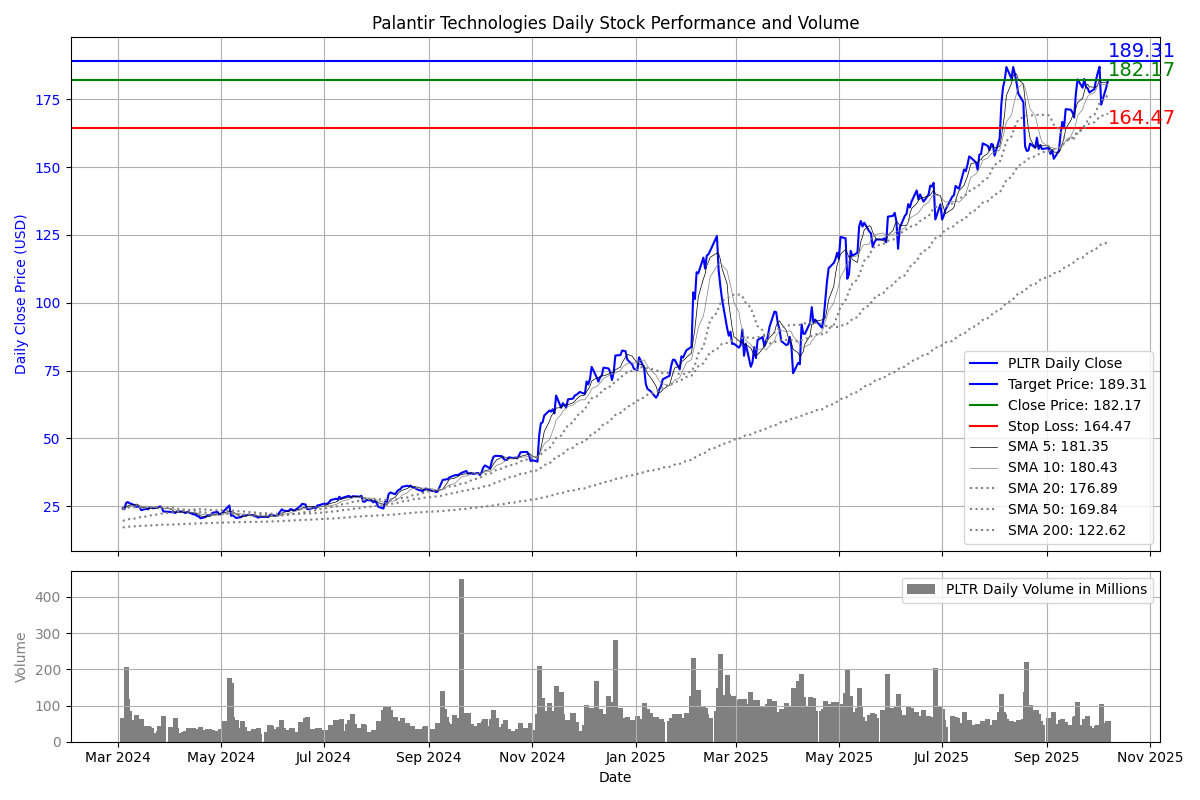 Palantir Technologies Daily Stock Performance and Volume
189.31
182.17
164.47
Daily Close Price (USD)
175
150
125
100
75
50
25
PLTR Daily Close
Target Price: 189.31
Close Price: 182.17
Stop Loss: 164.47
SMA 5: 181.35
SMA 10: 180.43
SMA 20: 176.89
SMA 50: 169.84
SMA 200: 122.62
Volume
400
300
200
100
0
PLTR Daily Volume in Millions
Mar 2024 May 2024 Jul 2024 Sep 2024 Nov 2024 Jan 2025 Mar 2025 May 2025 Jul 2025 Sep 2025 Nov 2025
Date